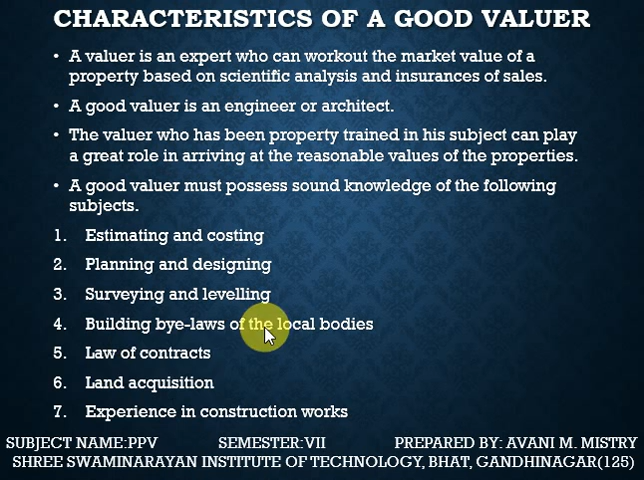 CHARACTERISTICS OF A GOOD VALUER
• A valuer is an expert who can workout the market value of a
property based on scientific analysis and insurances of sales.
• A good valuer is an engineer or architect.
• The valuer who has been property trained in his subject can play
a great role in arriving at the reasonable values of the properties.
• A good valuer must possess sound knowledge of the following
subjects.
1. Estimating and costing
2. Planning and designing
3. Surveying and levelling
4. Building bye-laws of the local bodies
5. Law of contracts
6. Land acquisition
7. Experience in construction works
SUBJECT NAME:PPV SEMESTER:VII PREPARED BY: AVANI M. MISTRY
SHREE SWAMINARAYAN INSTITUTE OF TECHNOLOGY, BHAT, GANDHINAGAR(125)